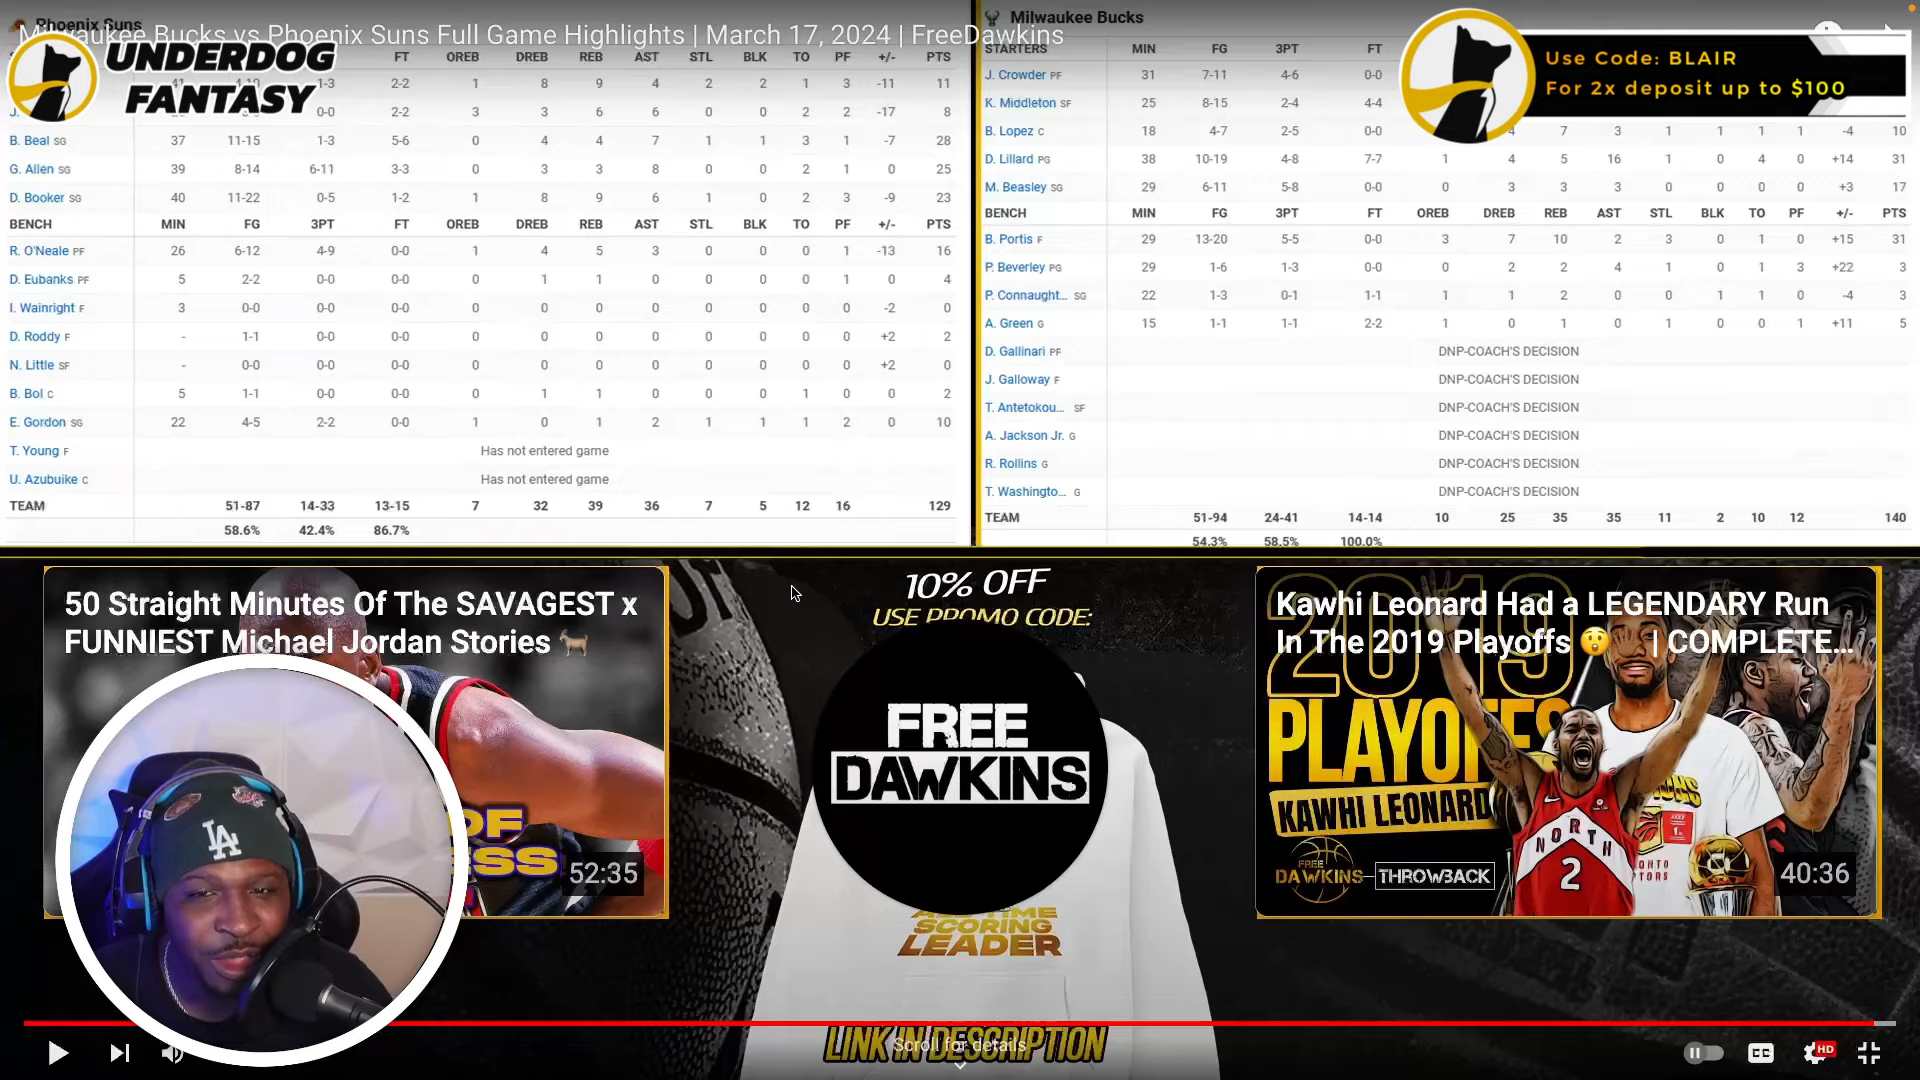 Phoenix Suns
Milwaukee Bucks vs Phoenix Suns Full Game Highlights | March 17, 2024 | FreeDawkins
UNDERDOG
FANTASY
FT OREB DREB REB AST STL BLK TO PF +/- PTS
1-3 2-2 1 8 9 4 2 2 1 3 -11 11
J. 0-0 2-2 3 3 6 6 0 0 2 2 -17 8
B. Beal SG 37 11-15 1-3 5-6 0 4 4 7 1 1 3 1 -7 28
G. Allen SG 39 8-14 6-11 3-3 0 3 3 8 0 0 2 1 0 25
D. Booker SG 40 11-22 0-5 1-2 1 8 9 6 1 0 2 3 -9 23
BENCH MIN FG 3PT FT OREB DREB REB AST STL BLK TO PF +/- PTS
R. O'Neale PF 26 6-12 4-9 0-0 1 4 5 3 0 0 0 1 -13 16
D. Eubanks PF 5 2-2 0-0 0-0 0 1 1 0 0 0 0 1 0 4
I. Wainright F 3 0-0 0-0 0-0 0 0 0 0 0 0 0 0 -2 0
D. Roddy F - 1-1 0-0 0-0 0 0 0 0 0 0 0 0 +2 2
N. Little SF - 0-0 0-0 0-0 0 0 0 0 0 0 0 0 +2 0
B. Bol C 5 1-1 0-0 0-0 0 1 1 0 0 0 1 0 0 2
E. Gordon SG 22 4-5 2-2 0-0 1 0 1 2 1 1 1 2 0 10
T. Young F Has not entered game
U. Azubuike C Has not entered game
TEAM 51-87 14-33 13-15 7 32 39 36 7 5 12 16 129
58.6% 42.4% 86.7%
Milwaukee Bucks
STARTERS MIN FG 3PT FT
Use Code: BLAIR
For 2x deposit up to $100
J. Crowder PF 31 7-11 4-6 0-0
K. Middleton SF 25 8-15 2-4 4-4
B. Lopez C 18 4-7 2-5 0-0 4 7 3 1 1 1 1 -4 10
D. Lillard PG 38 10-19 4-8 7-7 1 4 5 16 1 0 4 0 +14 31
M. Beasley SG 29 6-11 5-8 0-0 0 3 3 3 0 0 0 0 +3 17
BENCH MIN FG 3PT FT OREB DREB REB AST STL BLK TO PF +/- PTS
B. Portis F 29 13-20 5-5 0-0 3 7 10 2 3 0 1 0 +15 31
P. Beverley PG 29 1-6 1-3 0-0 0 2 2 4 1 0 1 3 +22 3
P. Connaught... SG 22 1-3 0-1 1-1 1 1 2 0 0 1 1 0 -4 3
A. Green G 15 1-1 1-1 2-2 1 0 1 0 1 0 0 1 +11 5
D. Gallinari PF DNP-COACH'S DECISION
J. Galloway F DNP-COACH'S DECISION
T. Antetokou... SF DNP-COACH'S DECISION
A. Jackson Jr. G DNP-COACH'S DECISION
R. Rollins G DNP-COACH'S DECISION
T. Washingto... G DNP-COACH'S DECISION
TEAM 51-94 24-41 14-14 10 25 35 35 11 2 10 12 140
54.3% 58.5% 100.0%
50 Straight Minutes Of The SAVAGEST x
FUNNIEST Michael Jordan Stories
OF
ESS
52:35
LA
10% OFF
USE PROMO CODE:
FREE
DAWKINS
ALL TIME
SCORING
LEADER
LINK IN DESCRIPTION
Scroll for details
Kawhi Leonard Had a LEGENDARY Run
In The 2019 Playoffs | COMPLETE...
2019
PLAYOFFS
KAWHI LEONARD
FREE
DAWKINS
THROWBACK
NORTH
2
40:36
CC
HD